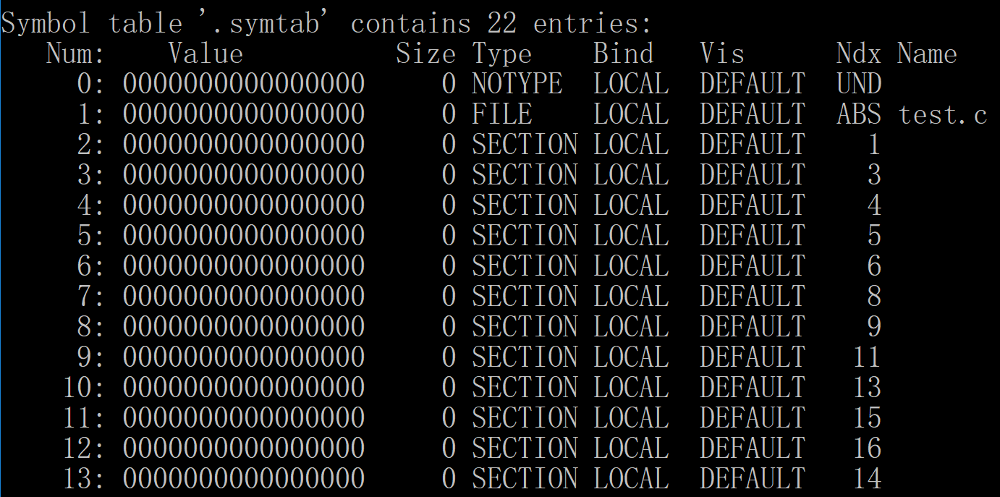 Symbol table '.symtab' contains 22 entries:
   Num:    Value          Size Type    Bind   Vis      Ndx Name
     0: 0000000000000000     0 NOTYPE  LOCAL  DEFAULT  UND
     1: 0000000000000000     0 FILE    LOCAL  DEFAULT  ABS test.c
     2: 0000000000000000     0 SECTION LOCAL  DEFAULT    1
     3: 0000000000000000     0 SECTION LOCAL  DEFAULT    3
     4: 0000000000000000     0 SECTION LOCAL  DEFAULT    4
     5: 0000000000000000     0 SECTION LOCAL  DEFAULT    5
     6: 0000000000000000     0 SECTION LOCAL  DEFAULT    6
     7: 0000000000000000     0 SECTION LOCAL  DEFAULT    8
     8: 0000000000000000     0 SECTION LOCAL  DEFAULT    9
     9: 0000000000000000     0 SECTION LOCAL  DEFAULT   11
    10: 0000000000000000     0 SECTION LOCAL  DEFAULT   13
    11: 0000000000000000     0 SECTION LOCAL  DEFAULT   15
    12: 0000000000000000     0 SECTION LOCAL  DEFAULT   16
    13: 0000000000000000     0 SECTION LOCAL  DEFAULT   14